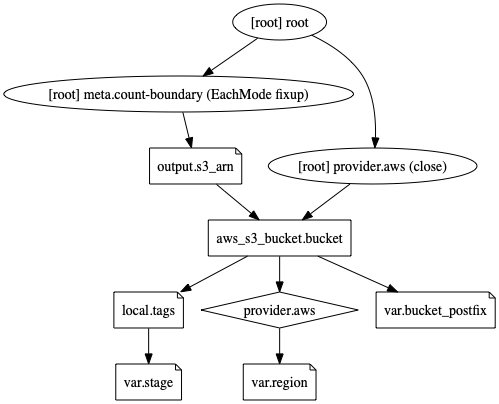 [root] root
[root] meta.count-boundary (EachMode fixup)
output.s3_arn
[root] provider.aws (close)
aws_s3_bucket.bucket
local.tags
provider.aws
var.bucket_postfix
var.stage
var.region